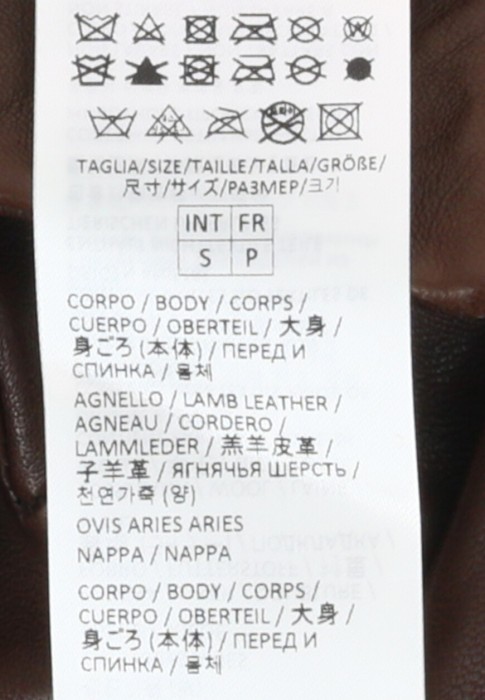 TAGLIA/SIZE/TAILLE/TALLA/GRÖßE/
尺寸/サイズ/РАЗМЕР/크기
INT FR
S P
CORPO / BODY / CORPS /
CUERPO / OBERTEIL / 大身 /
身ごろ (本体) / ПЕРЕД И
СПИНКА / 몸체
AGNELLO / LAMB LEATHER /
AGNEAU / CORDERO /
LAMMLEDER / 羔羊皮革 /
子羊革 / ЯГНЯЧЬЯ ШЕРСТЬ /
천연가죽 (양)
OVIS ARIES ARIES
NAPPA / NAPPA
CORPO / BODY / CORPS /
CUERPO / OBERTEIL / 大身 /
身ごろ (本体) / ПЕРЕД И
СПИНКА / 몸체